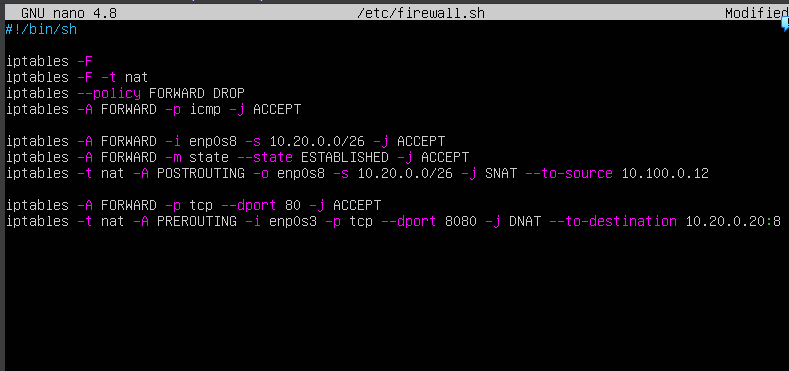 GNU nano 4.8 /etc/firewall.sh Modified
#!/bin/sh
iptables -F
iptables -F -t nat
iptables --policy FORWARD DROP
iptables -A FORWARD -p icmp -j ACCEPT
iptables -A FORWARD -i enp0s8 -s 10.20.0.0/26 -j ACCEPT
iptables -A FORWARD -m state --state ESTABLISHED -j ACCEPT
iptables -t nat -A POSTROUTING -o enp0s8 -s 10.20.0.0/26 -j SNAT --to-source 10.100.0.12
iptables -A FORWARD -p tcp --dport 80 -j ACCEPT
iptables -t nat -A PREROUTING -i enp0s3 -p tcp --dport 8080 -j DNAT --to-destination 10.20.0.20:8